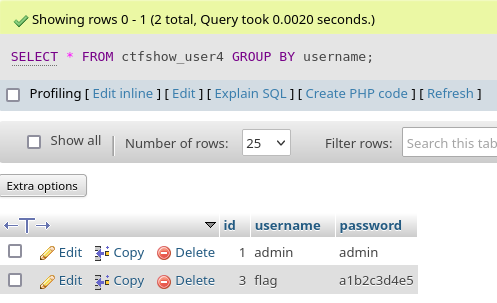 Showing rows 0 - 1 (2 total, Query took 0.0020 seconds.)
SELECT * FROM ctfshow_user4 GROUP BY username;
Profiling [ Edit inline ] [ Edit ] [ Explain SQL ] [ Create PHP code ] [ Refresh ]
Show all Number of rows: 25 Filter rows: Search this tab
Extra options
←T→ id username password
Edit Copy Delete 1 admin admin
Edit Copy Delete 3 flag a1b2c3d4e5